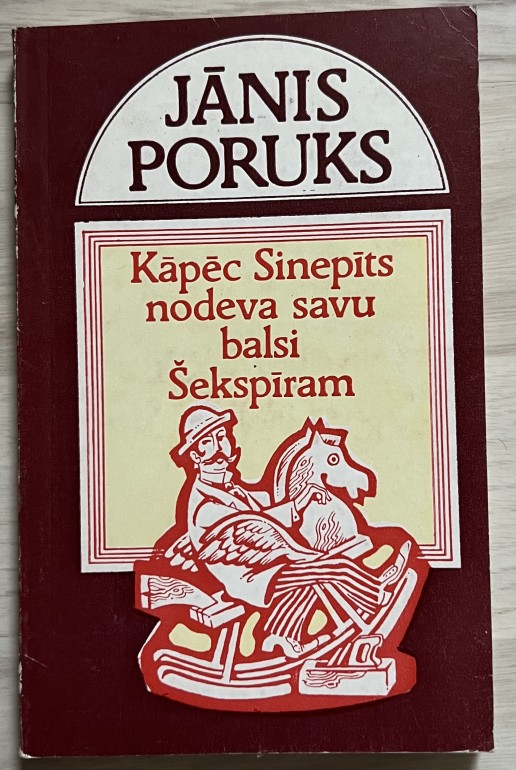 JĀNIS
PORUKS
Kāpēc Sinepīts
nodeva savu
balsi
Šekspīram